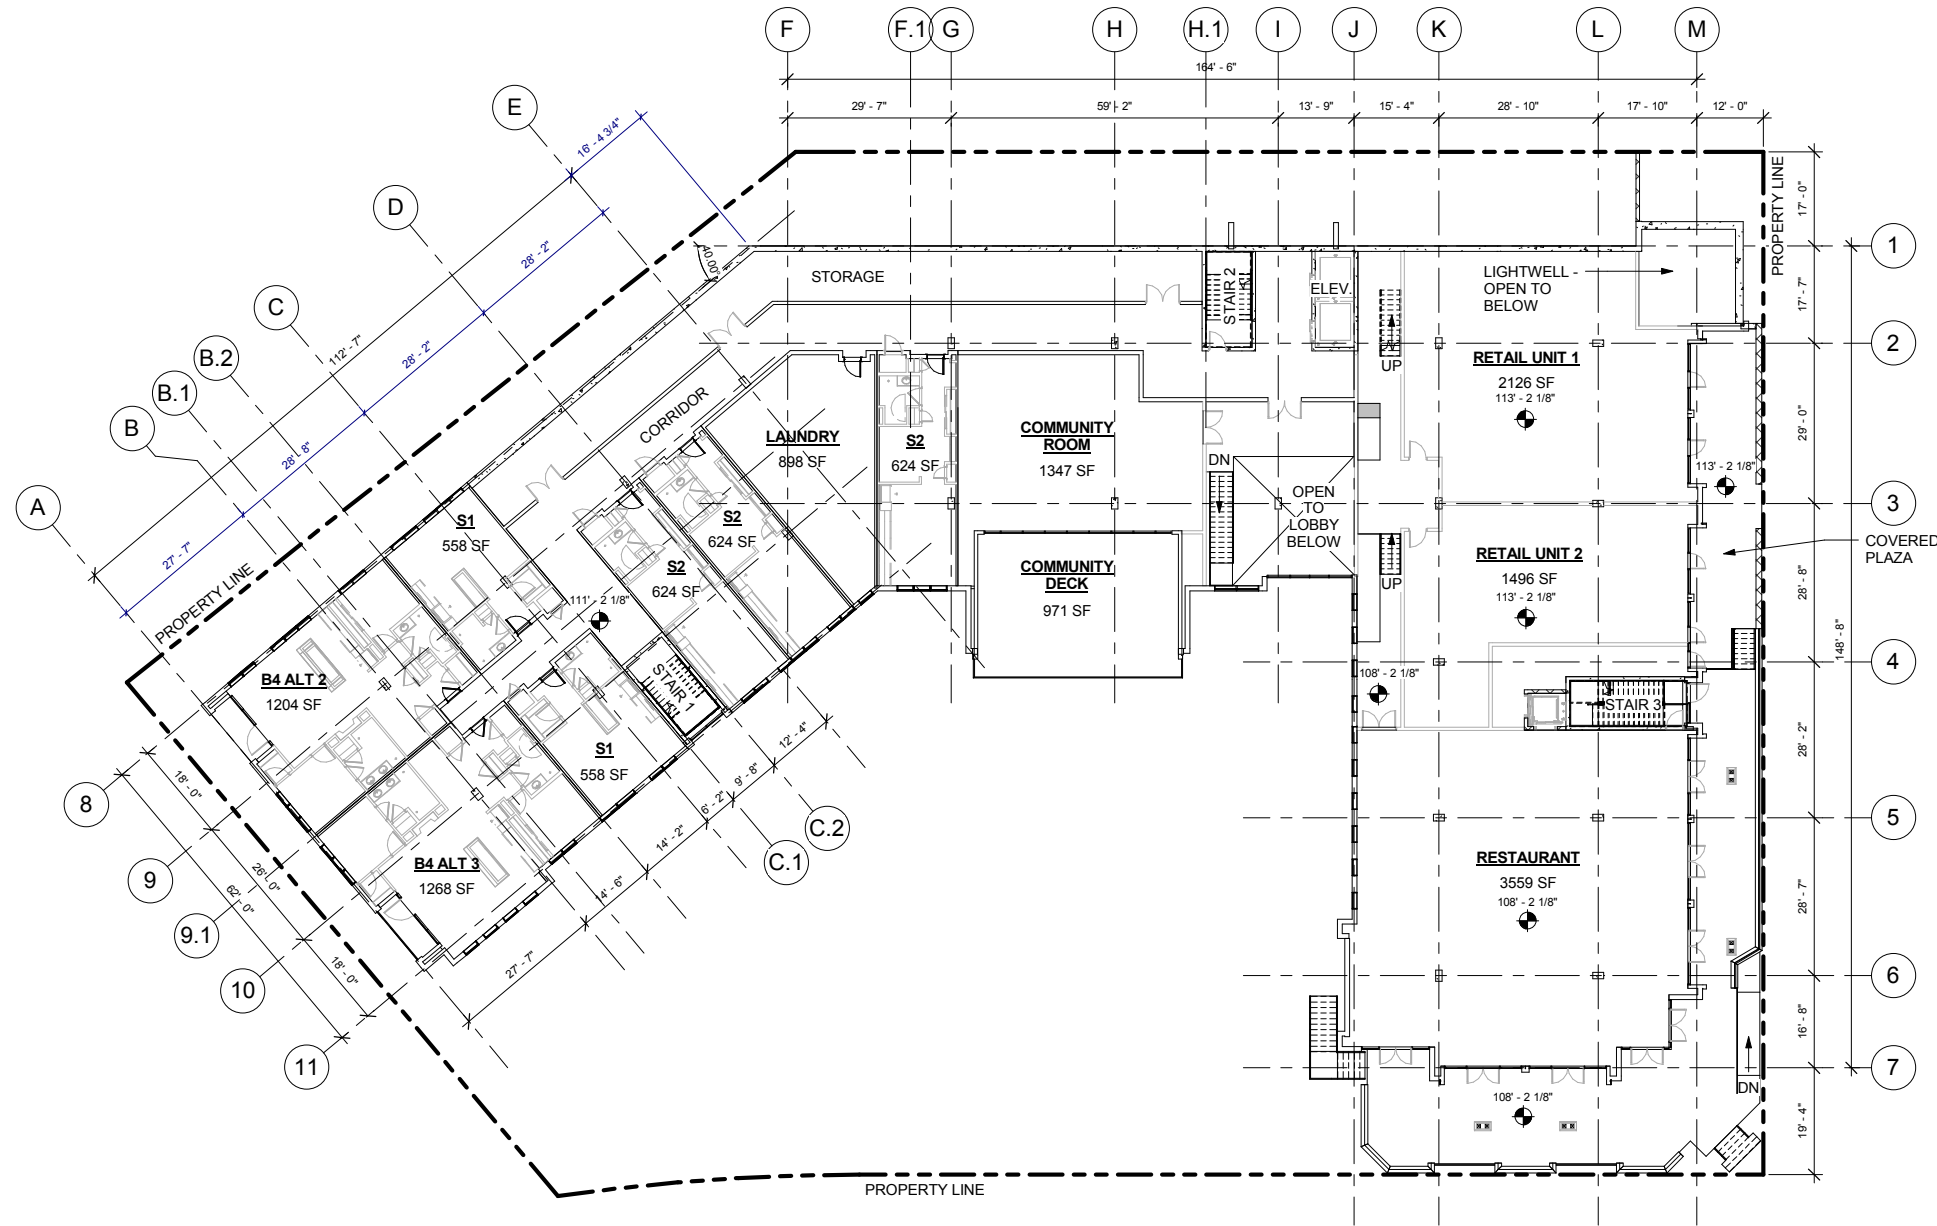 F
F.1
G
H
H.1
I
J
K
L
M
164' - 6"
29' - 7"
59' - 2"
13' - 9"
15' - 4"
28' - 10"
17' - 10"
12' - 0"
E
D
C
B.2
B.1
B
A
16' - 4 3/4"
28' - 2"
112' - 7"
28' - 2"
28' - 8"
27' - 7"
40.00°
PROPERTY LINE
PROPERTY LINE
17' - 0"
17' - 7"
29' - 0"
28' - 8"
148' - 8"
28' - 2"
28' - 7"
16' - 8"
19' - 4"
1
2
3
4
5
6
7
STORAGE
STAIR 2
ELEV.
UP
LIGHTWELL -
OPEN TO
BELOW
RETAIL UNIT 1
2126 SF
113' - 2 1/8"
113' - 2 1/8"
CORRIDOR
LAUNDRY
898 SF
S2
624 SF
COMMUNITY
ROOM
1347 SF
DN
OPEN
TO
LOBBY
BELOW
COMMUNITY
DECK
971 SF
UP
RETAIL UNIT 2
1496 SF
113' - 2 1/8"
COVERED
PLAZA
S1
558 SF
S2
624 SF
S2
624 SF
111' - 2 1/8"
STAIR 1
B4 ALT 2
1204 SF
S1
558 SF
B4 ALT 3
1268 SF
108' - 2 1/8"
STAIR 3
RESTAURANT
3559 SF
108' - 2 1/8"
108' - 2 1/8"
DN
8
9
9.1
10
11
18' - 0"
26' - 0"
62' - 0"
18' - 0"
27' - 7"
14' - 6"
14' - 2"
6' - 2"
9' - 8"
12' - 4"
C.1
C.2
PROPERTY LINE